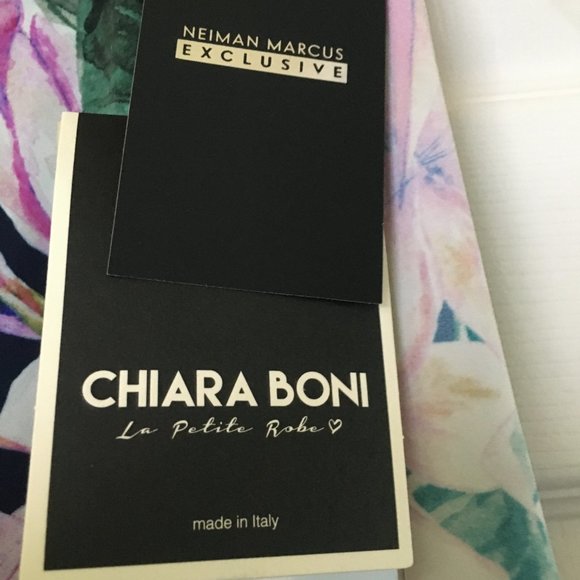 NEIMAN MARCUS
EXCLUSIVE
CHIARA BONI
La Petite Robe♡
made in Italy